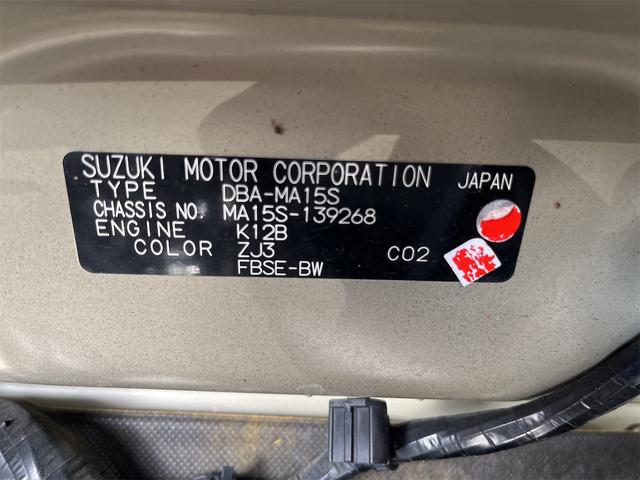 SUZUKI MOTOR CORPORATION JAPAN
TYPE DBA-MA15S
CHASSIS NO. MA15S-139268
ENGINE K12B
COLOR ZJ3 C02
FBSE-BW